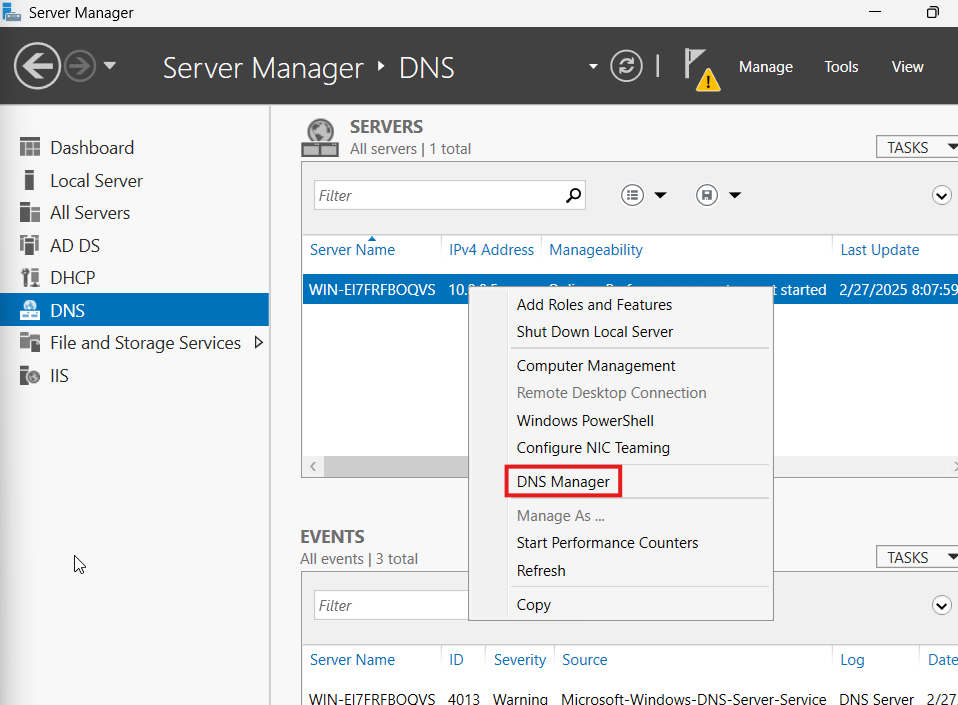 Server Manager
Server Manager DNS
Manage Tools View
Dashboard
Local Server
All Servers
AD DS
DHCP
DNS
File and Storage Services
IIS
SERVERS
All servers | 1 total
TASKS
Filter
Server Name IPv4 Address Manageability Last Update
WIN-EI7FRFBOQVS 10. started 2/27/2025 8:07:59
Add Roles and Features
Shut Down Local Server
Computer Management
Remote Desktop Connection
Windows PowerShell
Configure NIC Teaming
DNS Manager
Manage As ...
Start Performance Counters
Refresh
Copy
EVENTS
All events | 3 total
TASKS
Filter
Server Name ID Severity Source Log Date
WIN-EI7FRFBOQVS 4013 Warning Microsoft-Windows-DNS-Server-Service DNS Server 2/27